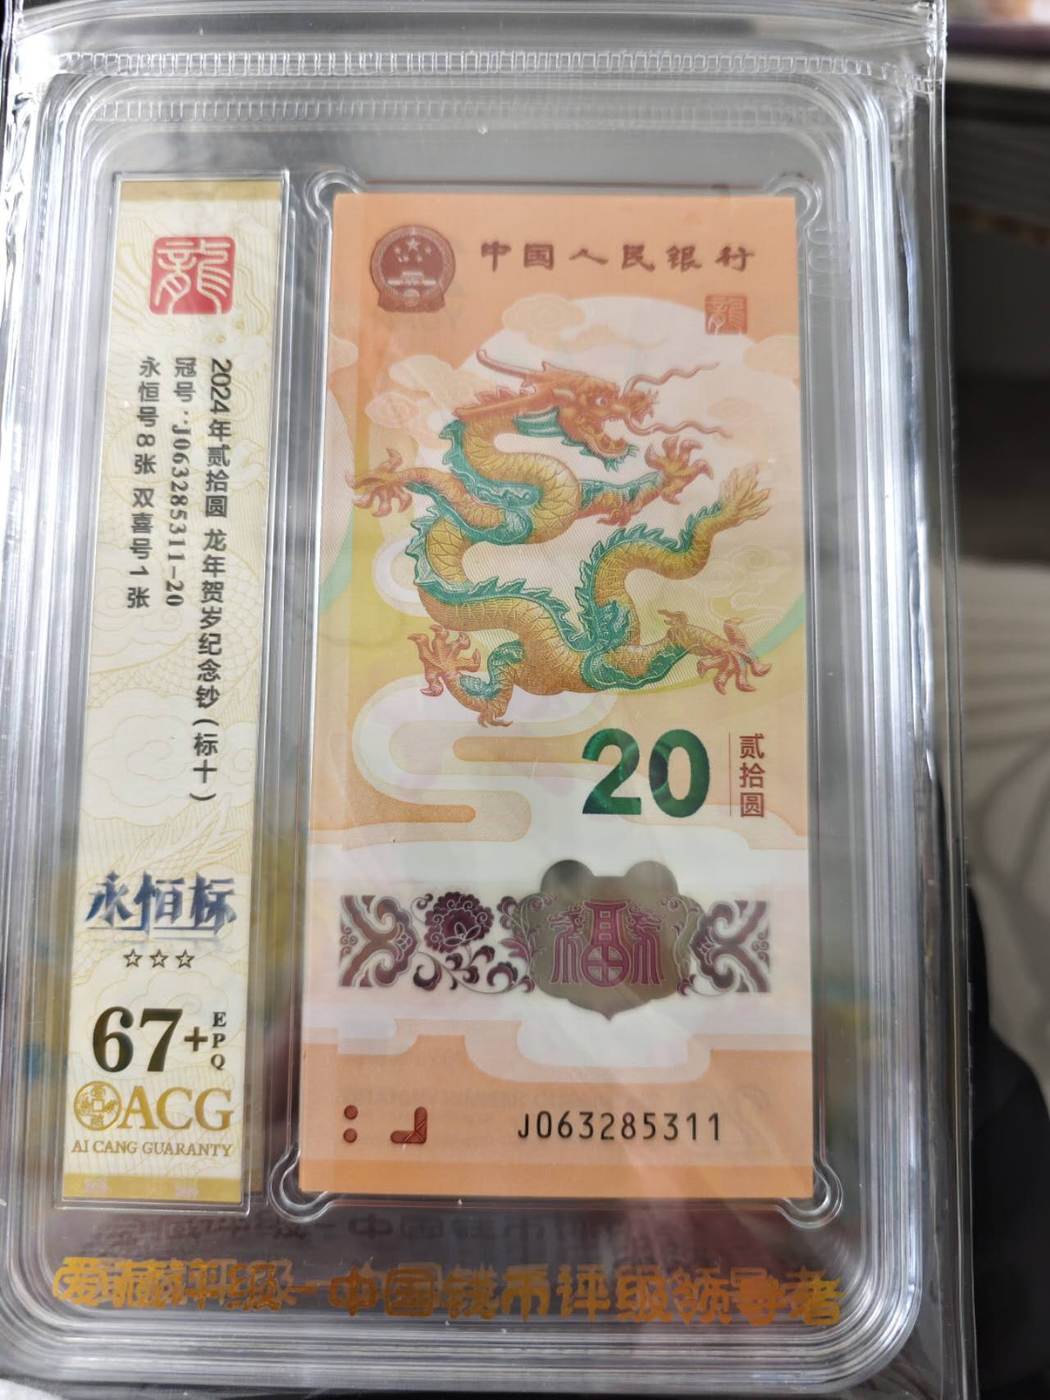 龍
2024年贰拾圆 龙年贺岁纪念钞(标十)
冠号:J063285311-20
永恒号8张 双喜号1张
永恒标
☆☆☆
67+
EPQ
ACG
AI CANG GUARANTY
中国人民银行
龍
20
贰拾圆
福
J063285311
爱藏评级-中国钱币评级领导者